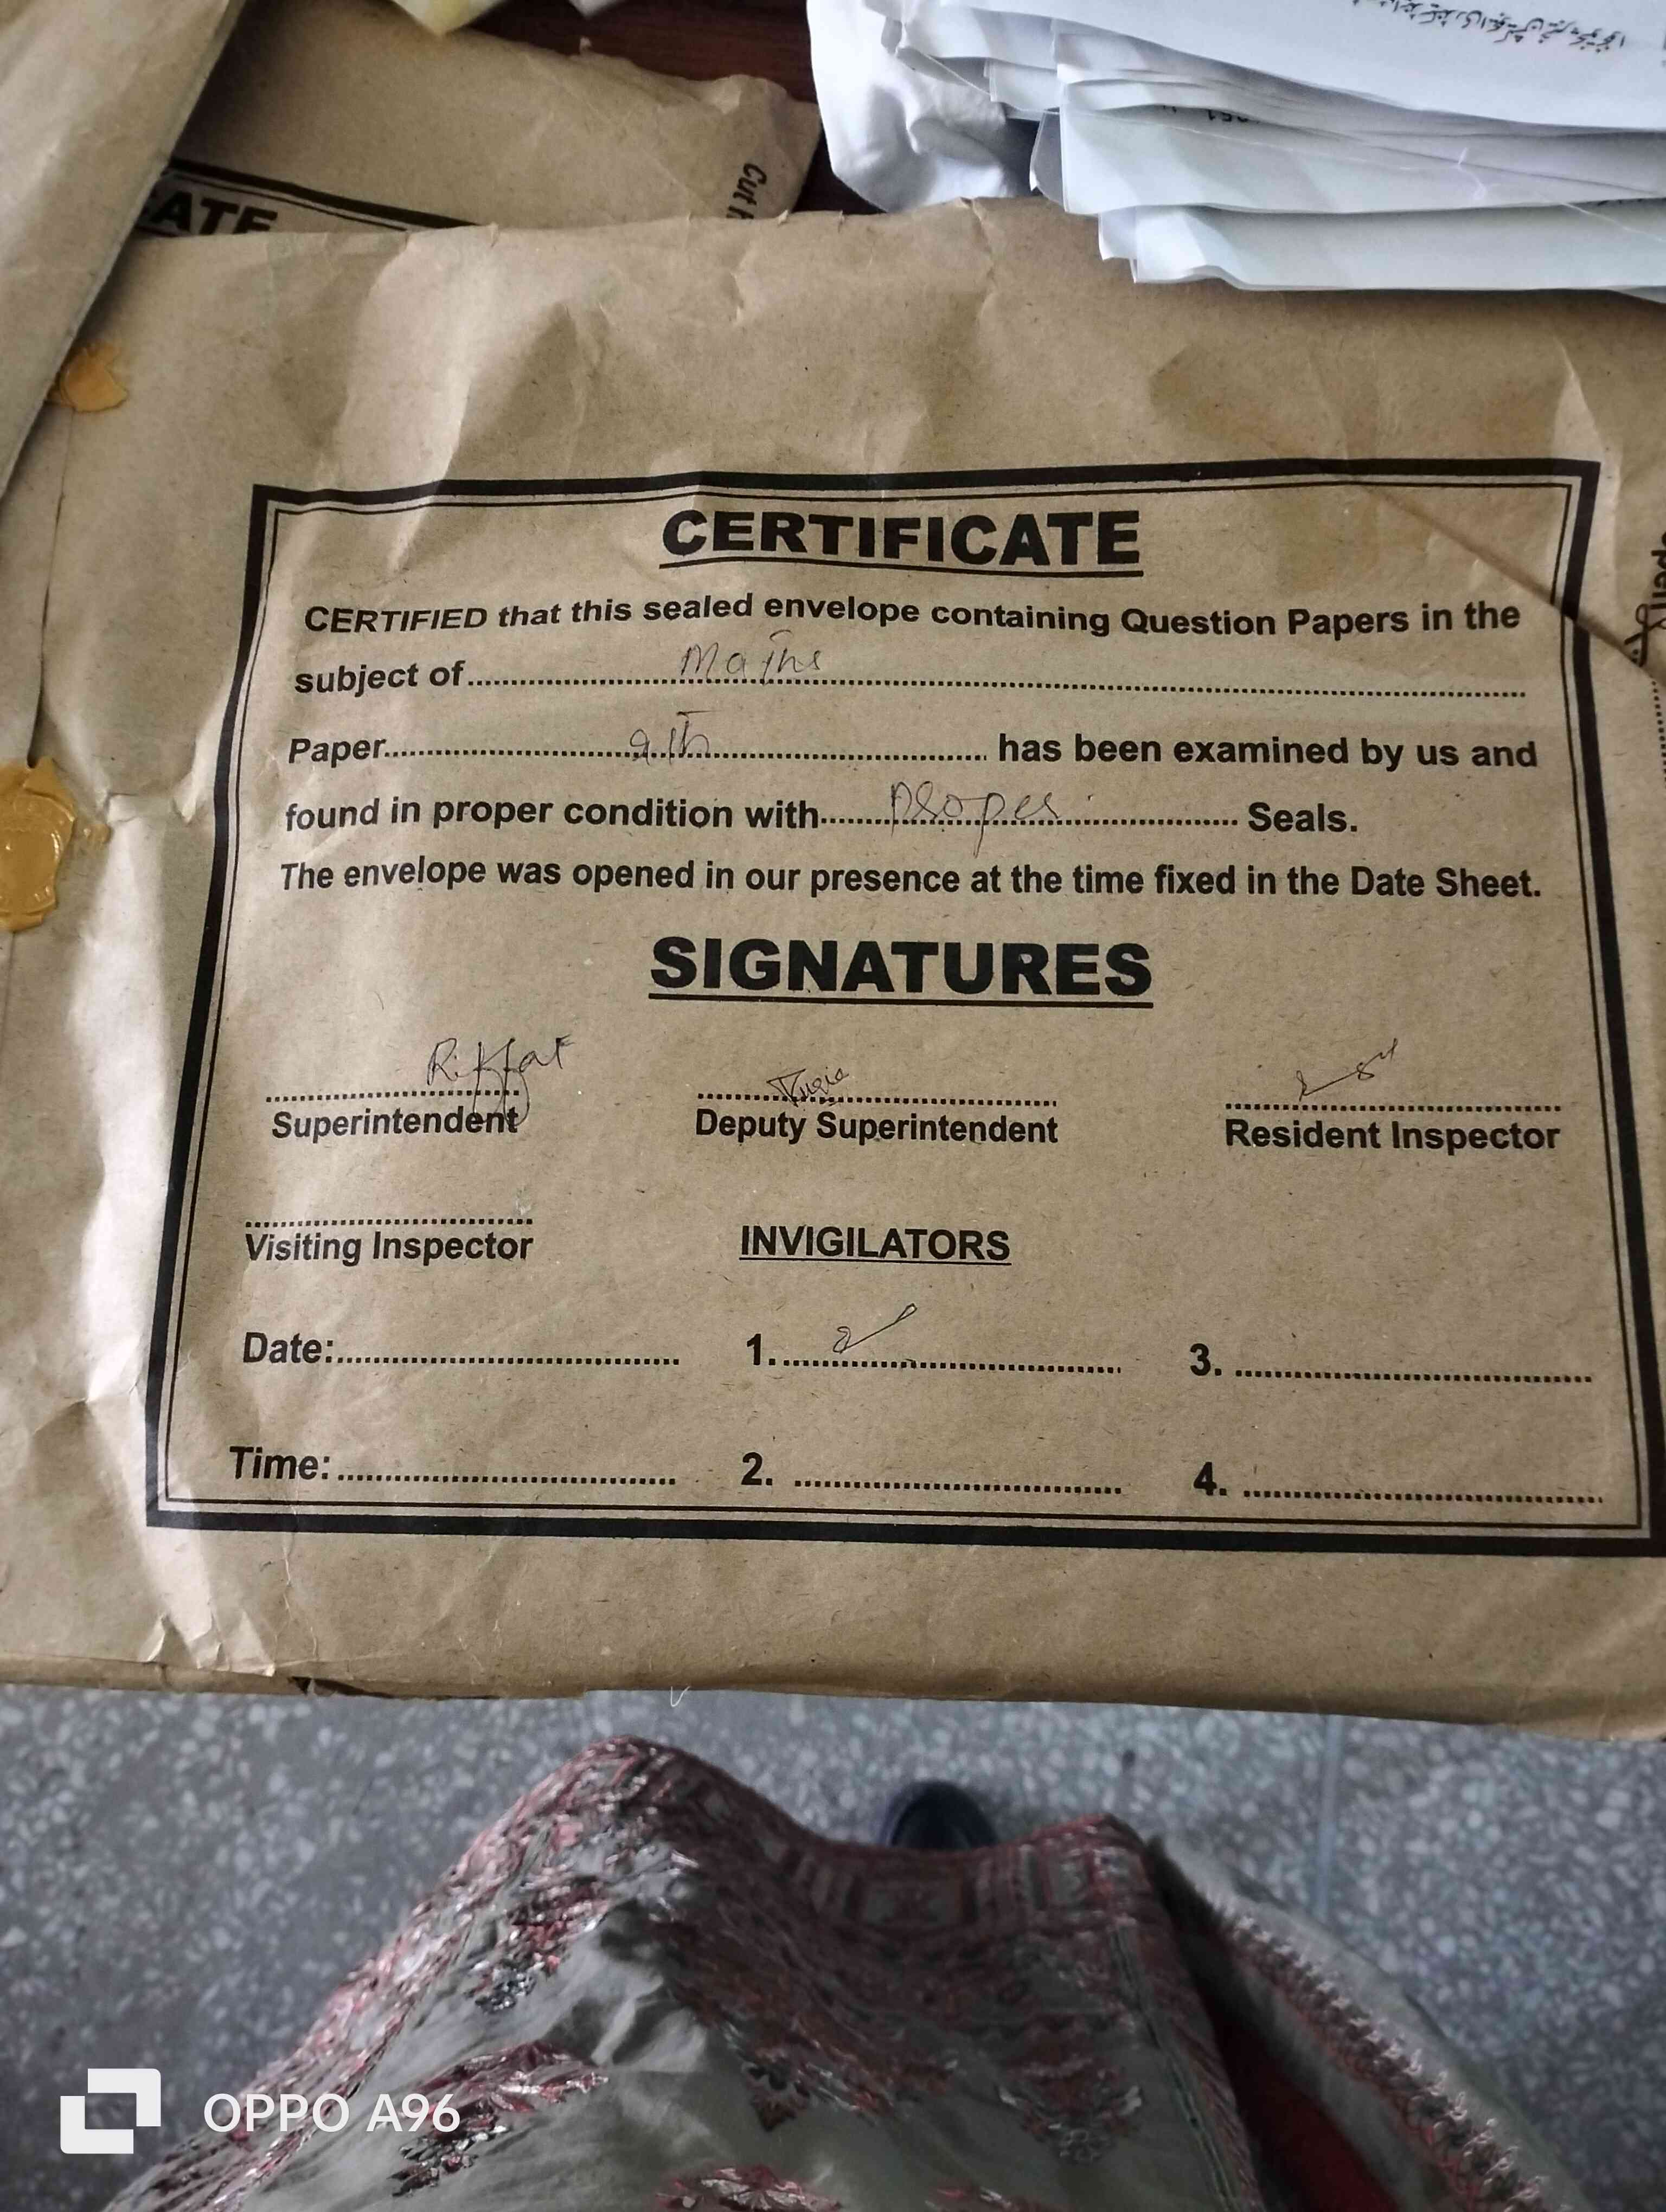 CATE
Cut
CERTIFICATE
CERTIFIED that this sealed envelope containing Question Papers in the
subject of........Maths........
Paper........9th........ has been examined by us and
found in proper condition with........proper........ Seals.
The envelope was opened in our presence at the time fixed in the Date Sheet.
SIGNATURES
Riffat
Superintendent
Deputy Superintendent
Resident Inspector
Visiting Inspector
INVIGILATORS
Date:........ 1......... 3. ........
Time:........ 2. ........ 4. ........
OPPO A96